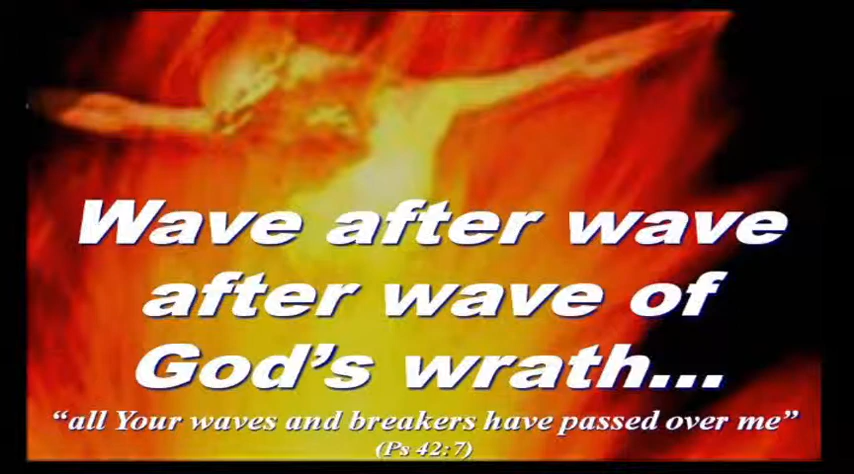 Wave after wave
after wave of
God’s wrath...
“all Your waves and breakers have passed over me”
(Ps 42:7)